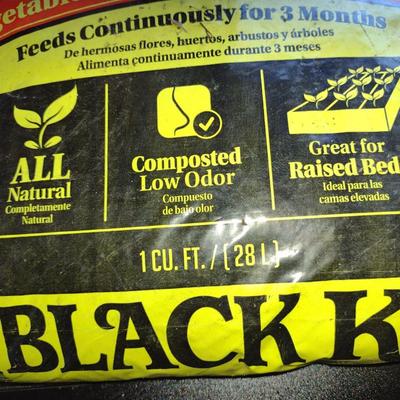 Feeds Continuously for 3 Months
De hermosas flores, huertos, arbustos y árboles
Alimenta continuamente durante 3 meses
ALL
Natural
Completamente
Natural
Composted
Low Odor
Compuesto
de bajo olor
Great for
Raised Bed
Ideal para las
camas elevadas
1 CU. FT. / ( 28 L )
BLACK K